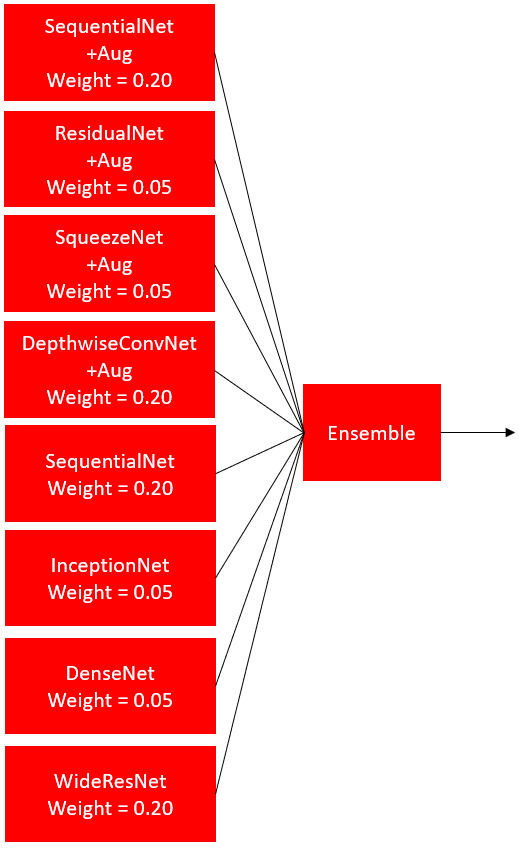 SequentialNet
+Aug
Weight = 0.20
ResidualNet
+Aug
Weight = 0.05
SqueezeNet
+Aug
Weight = 0.05
DepthwiseConvNet
+Aug
Weight = 0.20
SequentialNet
Weight = 0.20
InceptionNet
Weight = 0.05
DenseNet
Weight = 0.05
WideResNet
Weight = 0.20
Ensemble